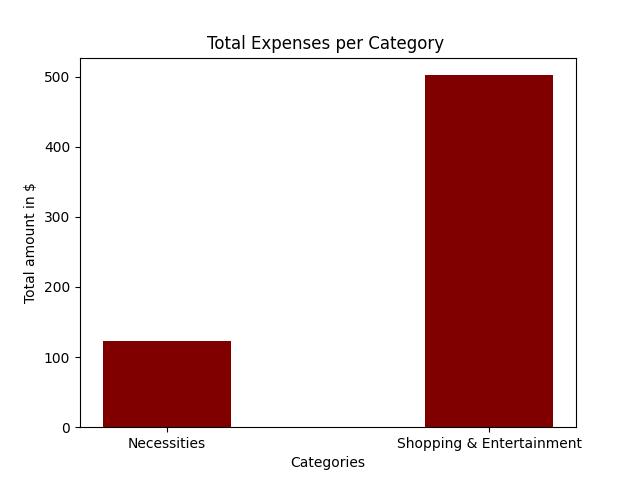 Total Expenses per Category
Total amount in $
500
400
300
200
100
0
Necessities
Shopping & Entertainment
Categories